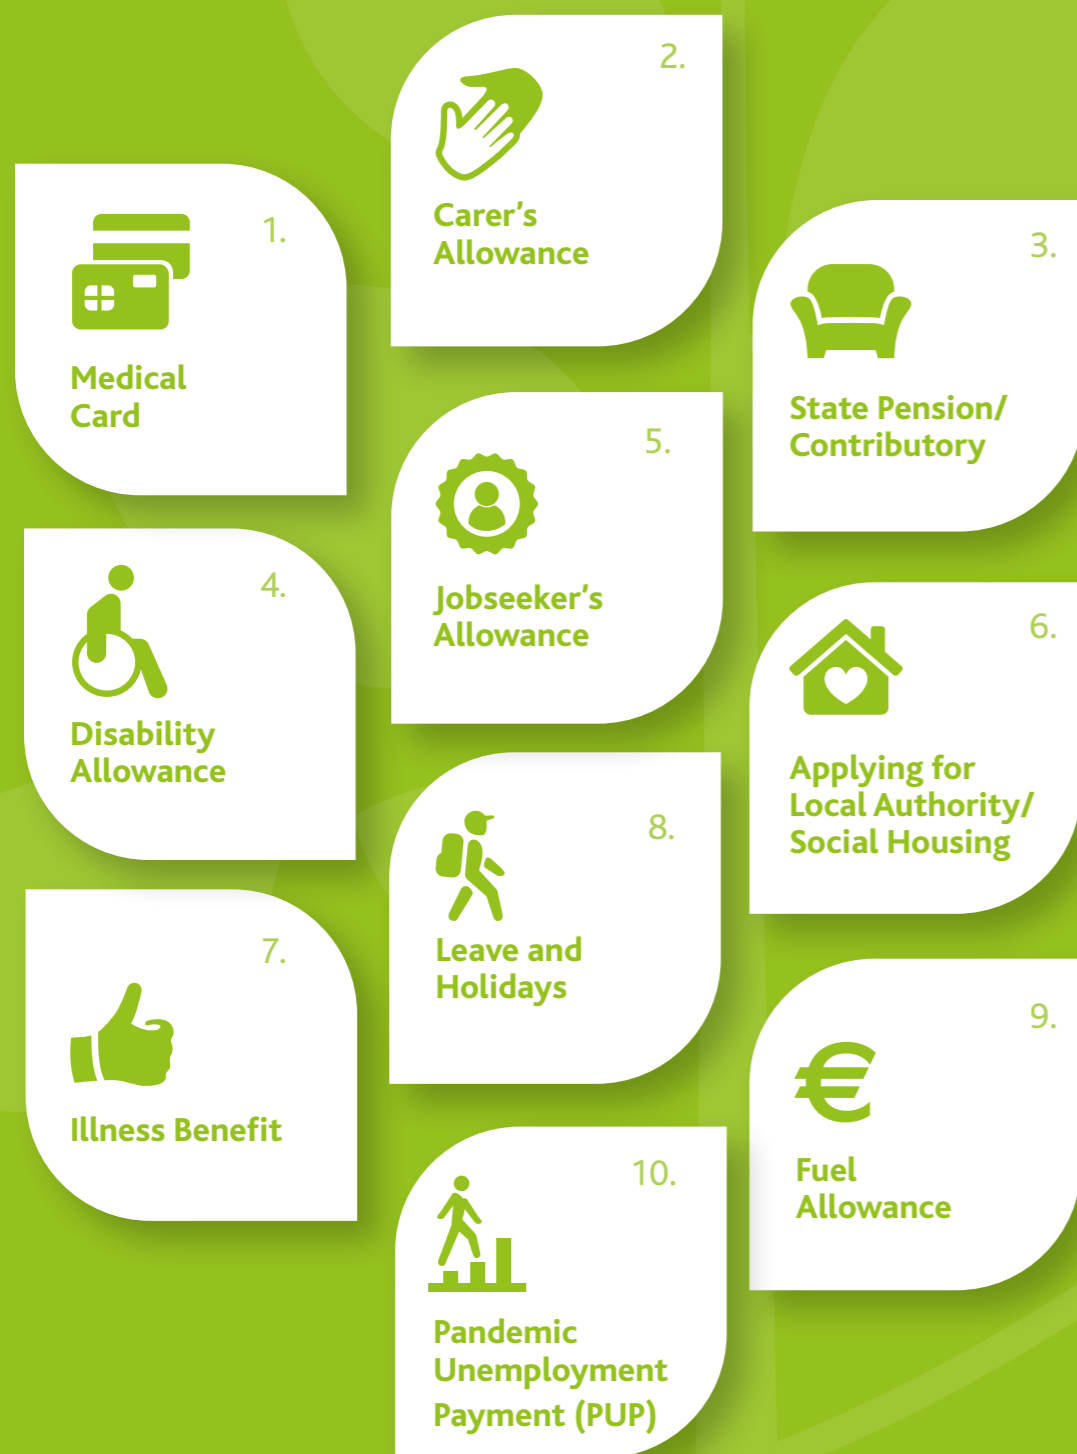 1.
Medical
Card
2.
Carer’s
Allowance
3.
State Pension/
Contributory
4.
Disability
Allowance
5.
Jobseeker’s
Allowance
6.
Applying for
Local Authority/
Social Housing
7.
Illness Benefit
8.
Leave and
Holidays
9.
€
Fuel
Allowance
10.
Pandemic
Unemployment
Payment (PUP)